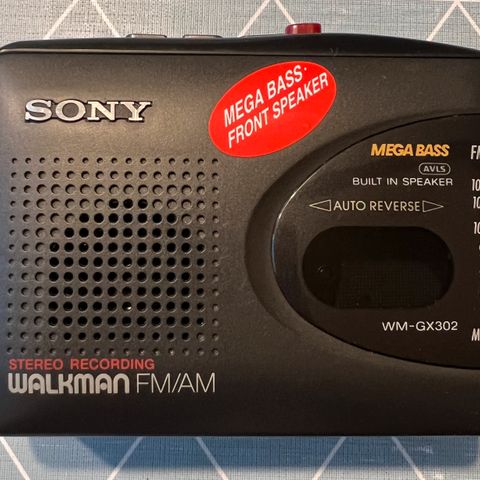 SONY
MEGA BASS·
FRONT SPEAKER
MEGA BASS
AVLS
BUILT IN SPEAKER
AUTO REVERSE
WM-GX302
STEREO RECORDING
WALKMAN FM/AM